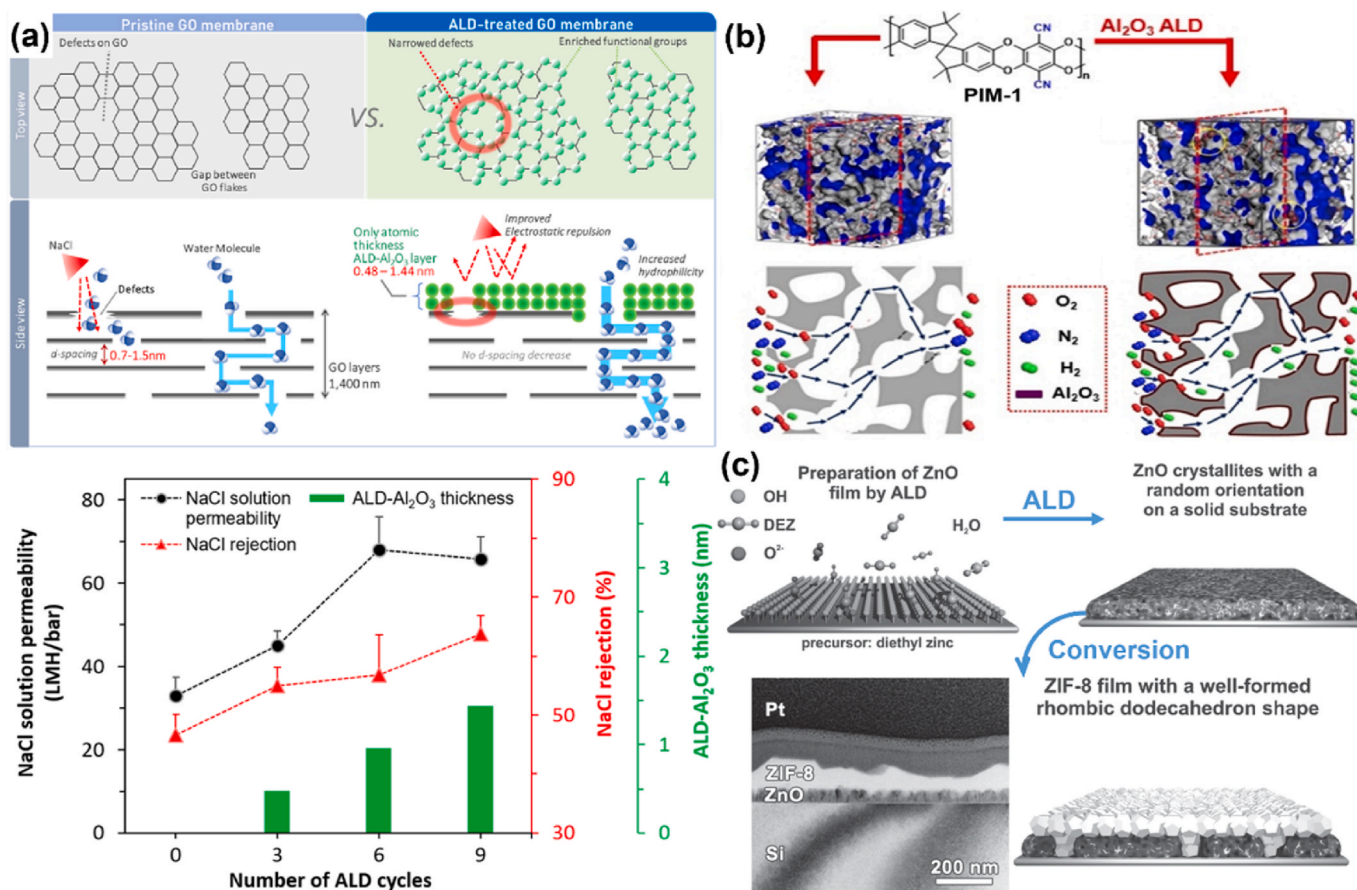 (a)
Pristine GO membrane
ALD-treated GO membrane
Top view
Defects on GO
Narrowed defects
Enriched functional groups
VS.
Gap between
GO flakes
Side view
NaCl
Water Molecule
Defects
d-spacing
0.7-1.5nm
GO layers
1,400 nm
Only atomic
thickness
ALD-Al₂O₃ layer
0.48 – 1.44 nm
Improved
Electrostatic repulsion
Increased
hydrophilicity
No d-spacing decrease
NaCl solution permeability
(LMH/bar)
80
60
40
20
0
NaCl solution
permeability
NaCl rejection
ALD-Al₂O₃ thickness
90
70
50
30
NaCl rejection (%)
4
3
2
1
0
ALD-Al₂O₃ thickness (nm)
0 3 6 9
Number of ALD cycles
(b)
CN
O
O
O
O
n
CN
PIM-1
Al₂O₃ ALD
O₂
N₂
H₂
Al₂O₃
(c)
Preparation of ZnO
film by ALD
OH
DEZ
O²⁻
H₂O
precursor: diethyl zinc
ALD
ZnO crystallites with a
random orientation
on a solid substrate
Conversion
ZIF-8 film with a well-formed
rhombic dodecahedron shape
Pt
ZIF-8
ZnO
Si
200 nm